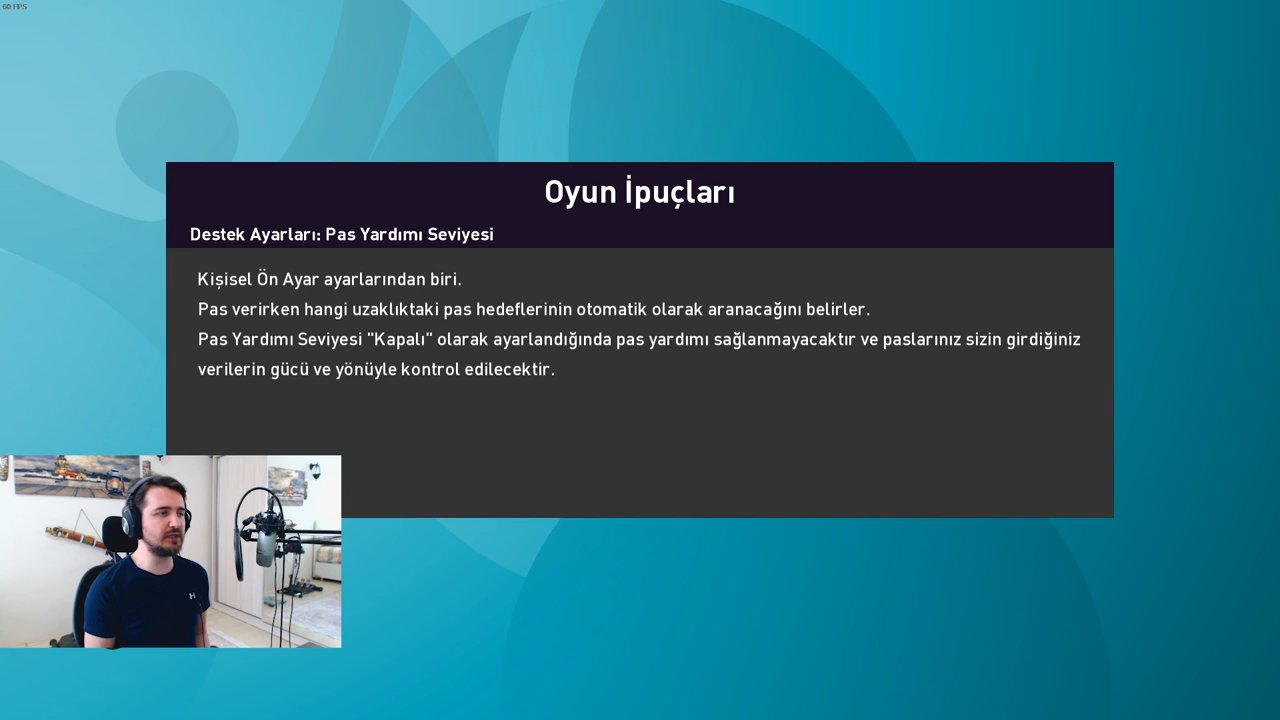 60 FPS
Oyun İpuçları
Destek Ayarları: Pas Yardımı Seviyesi
Kişisel Ön Ayar ayarlarından biri.
Pas verirken hangi uzaklıktaki pas hedeflerinin otomatik olarak aranacağını belirler.
Pas Yardımı Seviyesi "Kapalı" olarak ayarlandığında pas yardımı sağlanmayacaktır ve paslarınız sizin girdiğiniz
verilerin gücü ve yönüyle kontrol edilecektir.